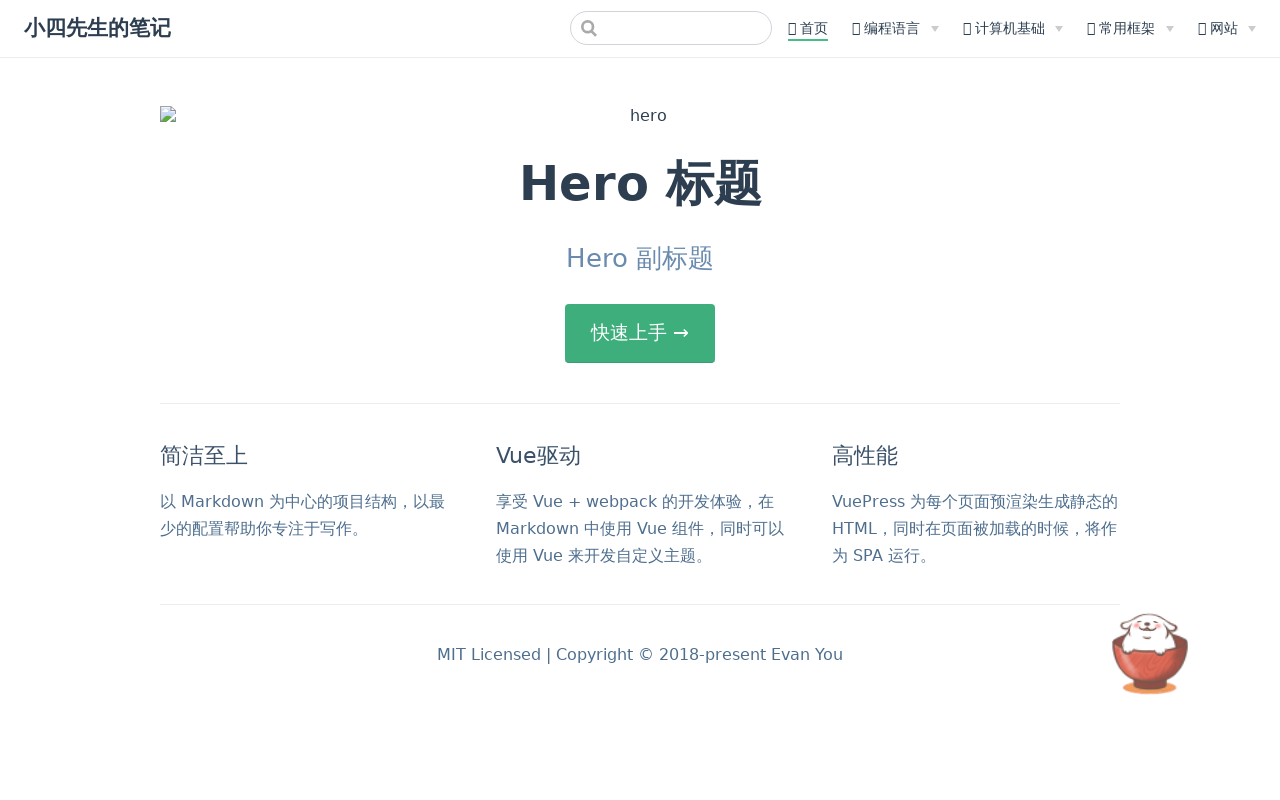 小四先生的笔记
首页
编程语言
计算机基础
常用框架
网站
hero
Hero 标题
Hero 副标题
快速上手 →
简洁至上
以 Markdown 为中心的项目结构，以最
少的配置帮助你专注于写作。
Vue驱动
享受 Vue + webpack 的开发体验，在
Markdown 中使用 Vue 组件，同时可以
使用 Vue 来开发自定义主题。
高性能
VuePress 为每个页面预渲染生成静态的
HTML，同时在页面被加载的时候，将作
为 SPA 运行。
MIT Licensed | Copyright © 2018-present Evan You